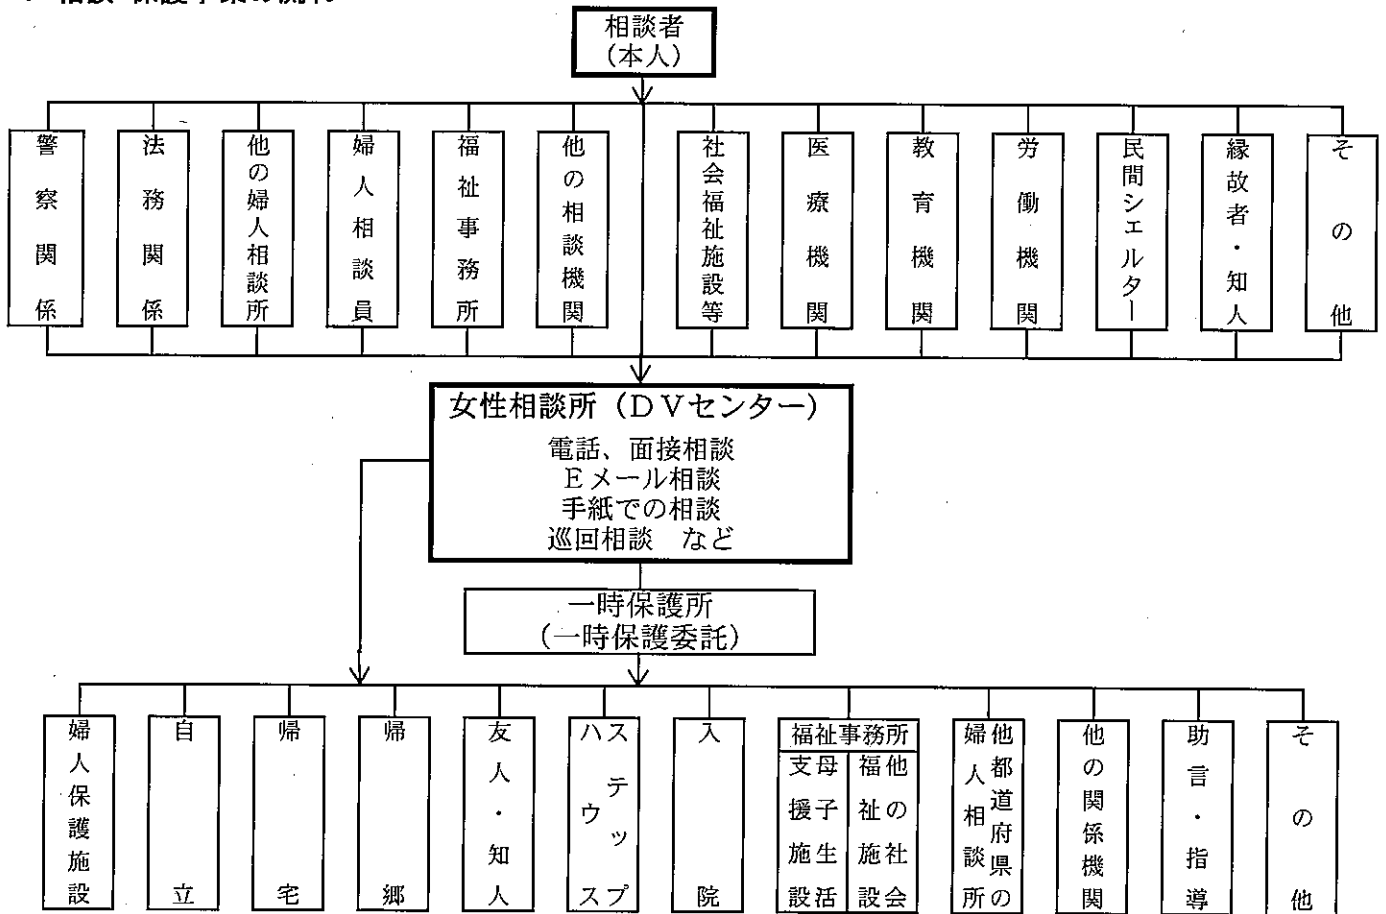 相談者
(本人)
警察関係
法務関係
他の婦人相談所
婦人相談員
福祉事務所
他の相談機関
社会福祉施設等
医療機関
教育機関
労働機関
民間シェルター
縁故者・知人
その他
女性相談所（ＤＶセンター）
電話、面接相談
Ｅメール相談
手紙での相談
巡回相談　など
一時保護所
(一時保護委託)
婦人保護施設
自立
帰宅
帰郷
友人・知人
ステップ
ハウス
入院
福祉事務所
母子生活
支援施設
他の社会
福祉施設
他都道府県の
婦人相談所
他の関係機関
助言・指導
その他